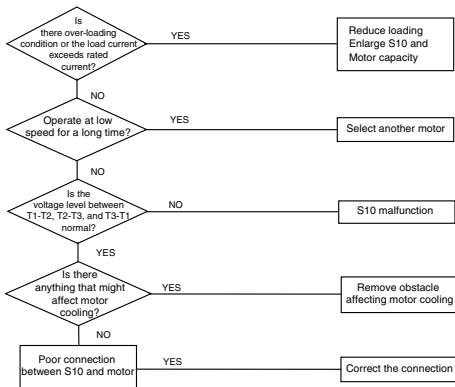 Is
there over-loading
condition or the load current
exceeds rated
current?
YES
Reduce loading
Enlarge S10 and
Motor capacity
NO
Operate at low
speed for a long time?
YES
Select another motor
NO
Is the
voltage level between
T1-T2, T2-T3, and T3-T1
normal?
NO
S10 malfunction
YES
Is there
anything that might
affect motor
cooling?
YES
Remove obstacle
affecting motor cooling
NO
Poor connection
between S10 and motor
YES
Correct the connection